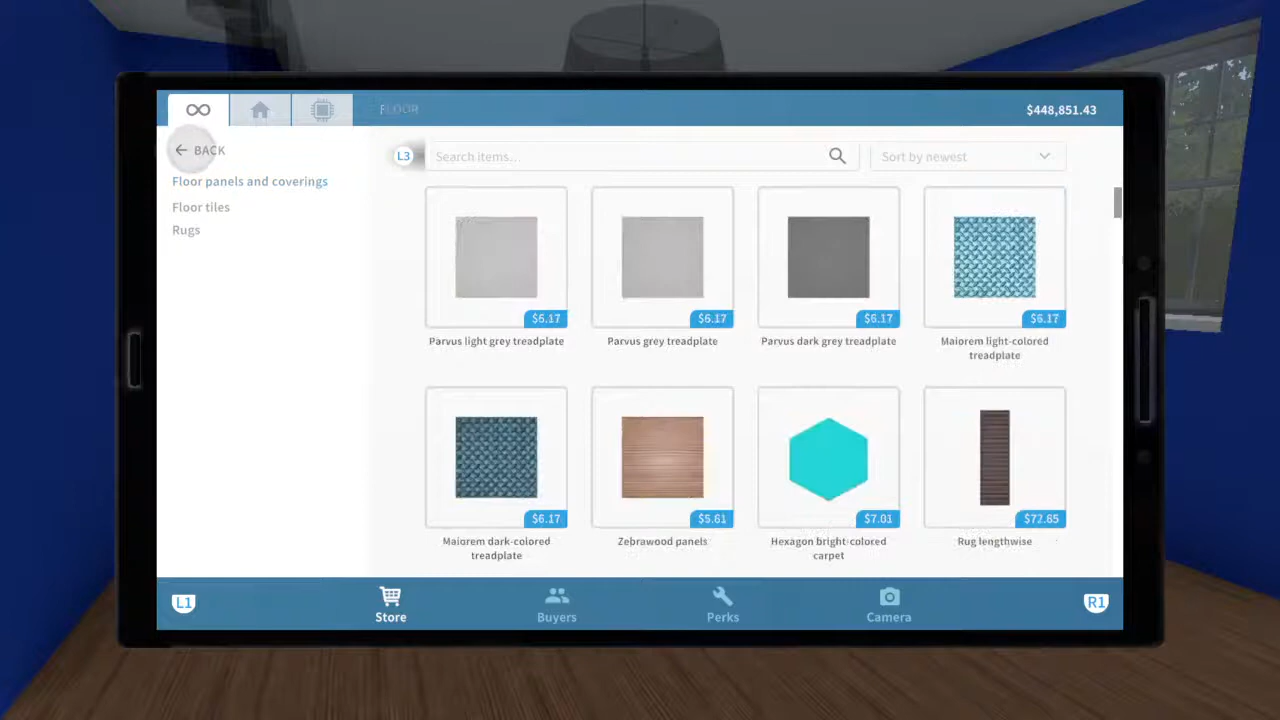 FLOOR
$448,851.43
BACK
L3
Search items...
Sort by newest
Floor panels and coverings
Floor tiles
Rugs
$6.17
$6.17
$6.17
$6.17
Parvus light grey treadplate
Parvus grey treadplate
Parvus dark grey treadplate
Maiorem light-colored
treadplate
$6.17
$5.61
$7.01
$72.65
Maiorem dark-colored
treadplate
Zebrawood panels
Hexagon bright-colored
carpet
Rug lengthwise
L1
Store
Buyers
Perks
Camera
R1